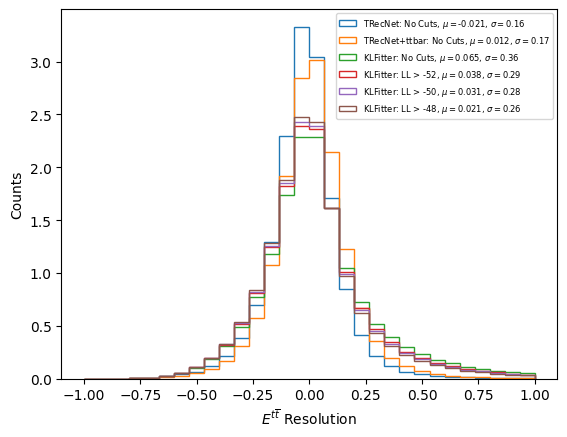 TRecNet: No Cuts, μ=-0.021, σ = 0.16
TRecNet+ttbar: No Cuts, μ = 0.012, σ = 0.17
KLFitter: No Cuts, μ = 0.065, σ = 0.36
KLFitter: LL > -52, μ = 0.038, σ = 0.29
KLFitter: LL > -50, μ = 0.031, σ = 0.28
KLFitter: LL > -48, μ = 0.021, σ = 0.26
Counts
3.0
2.5
2.0
1.5
1.0
0.5
0.0
−1.00 −0.75 −0.50 −0.25 0.00 0.25 0.50 0.75 1.00
E^{tt̅} Resolution